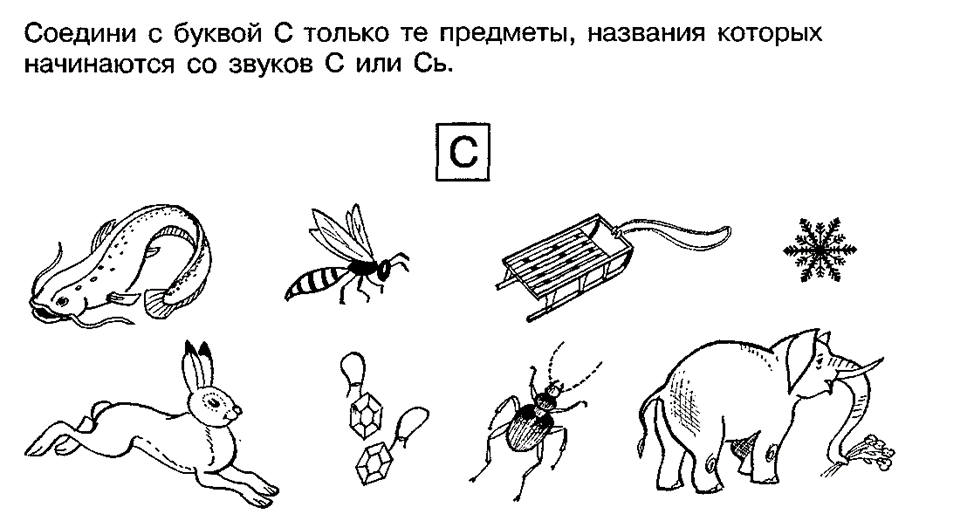 Соедини с буквой С только те предметы, названия которых
начинаются со звуков С или Сь.
С